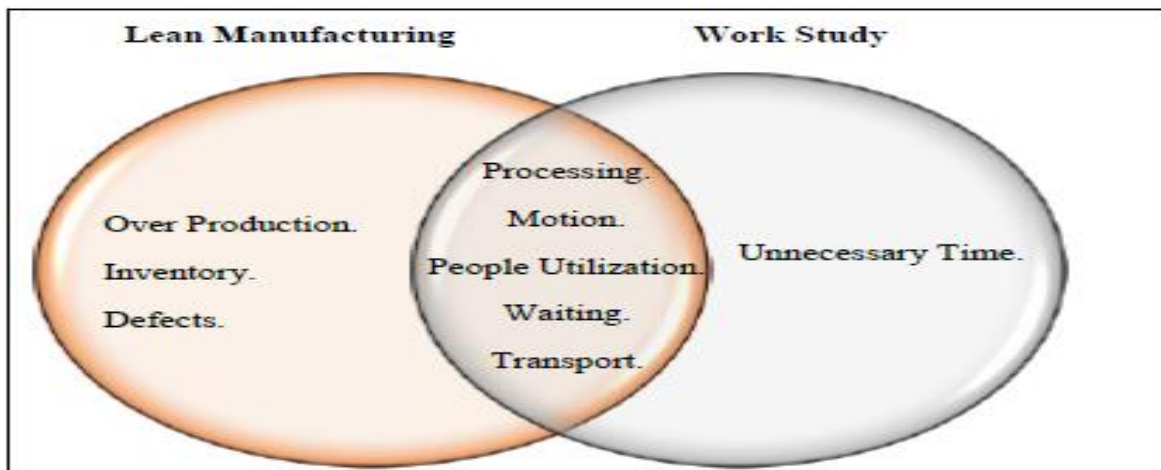 Lean Manufacturing
Work Study
Over Production.
Inventory.
Defects.
Processing.
Motion.
People Utilization.
Waiting.
Transport.
Unnecessary Time.